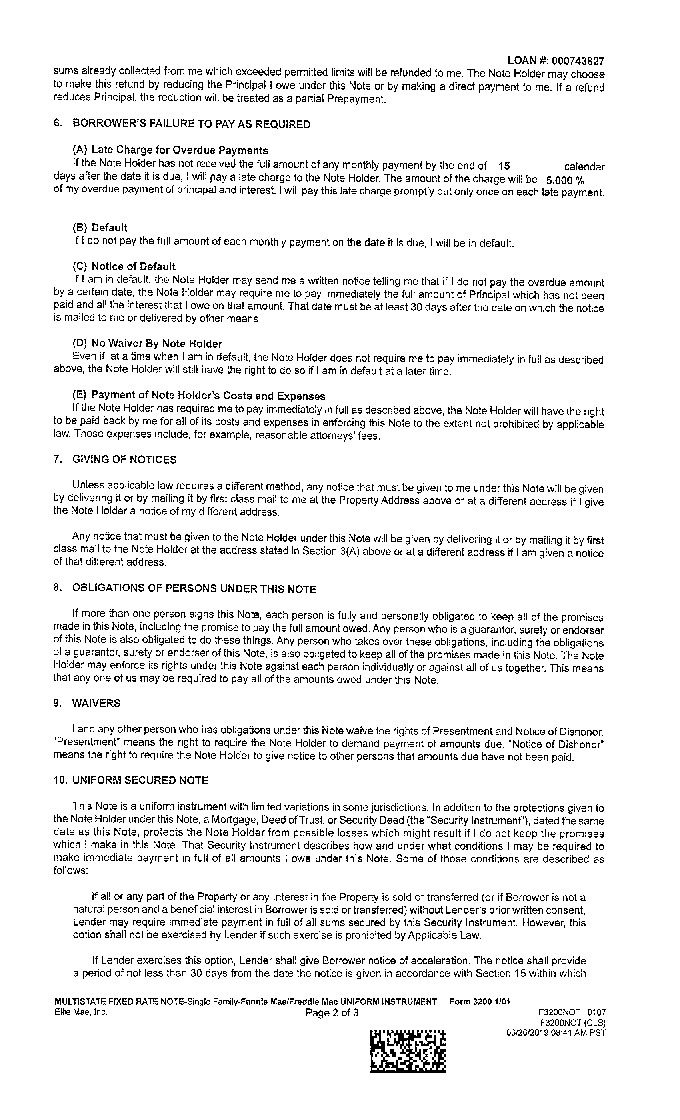 LOAN #: 000743827
sums already collected from me which exceeded permitted limits will be refunded to me. The Note Holder may choose
to make this refund by reducing the Principal I owe under this Note or by making a direct payment to me. If a refund
reduces Principal, the reduction will be treated as a partial Prepayment.
6. BORROWER'S FAILURE TO PAY AS REQUIRED
(A) Late Charge for Overdue Payments
If the Note Holder has not received the full amount of any monthly payment by the end of 15 calendar
days after the date it is due, I will pay a late charge to the Note Holder. The amount of the charge will be 5.000 %
of my overdue payment of principal and interest. I will pay this late charge promptly but only once on each late payment.
(B) Default
If I do not pay the full amount of each monthly payment on the date it is due, I will be in default.
(C) Notice of Default
If I am in default, the Note Holder may send me a written notice telling me that if I do not pay the overdue amount
by a certain date, the Note Holder may require me to pay immediately the full amount of Principal which has not been
paid and all the interest that I owe on that amount. That date must be at least 30 days after the date on which the notice
is mailed to me or delivered by other means.
(D) No Waiver By Note Holder
Even if, at a time when I am in default, the Note Holder does not require me to pay immediately in full as described
above, the Note Holder will still have the right to do so if I am in default at a later time.
(E) Payment of Note Holder's Costs and Expenses
If the Note Holder has required me to pay immediately in full as described above, the Note Holder will have the right
to be paid back by me for all of its costs and expenses in enforcing this Note to the extent not prohibited by applicable
law. Those expenses include, for example, reasonable attorneys' fees.
7. GIVING OF NOTICES
Unless applicable law requires a different method, any notice that must be given to me under this Note will be given
by delivering it or by mailing it by first class mail to me at the Property Address above or at a different address if I give
the Note Holder a notice of my different address.
Any notice that must be given to the Note Holder under this Note will be given by delivering it or by mailing it by first
class mail to the Note Holder at the address stated in Section 3(A) above or at a different address if I am given a notice
of that different address.
8. OBLIGATIONS OF PERSONS UNDER THIS NOTE
If more than one person signs this Note, each person is fully and personally obligated to keep all of the promises
made in this Note, including the promise to pay the full amount owed. Any person who is a guarantor, surety or endorser
of this Note is also obligated to do these things. Any person who takes over these obligations, including the obligations
of a guarantor, surety or endorser of this Note, is also obligated to keep all of the promises made in this Note. The Note
Holder may enforce its rights under this Note against each person individually or against all of us together. This means
that any one of us may be required to pay all of the amounts owed under this Note.
9. WAIVERS
I and any other person who has obligations under this Note waive the rights of Presentment and Notice of Dishonor.
"Presentment" means the right to require the Note Holder to demand payment of amounts due. "Notice of Dishonor"
means the right to require the Note Holder to give notice to other persons that amounts due have not been paid.
10. UNIFORM SECURED NOTE
This Note is a uniform instrument with limited variations in some jurisdictions. In addition to the protections given to
the Note Holder under this Note, a Mortgage, Deed of Trust, or Security Deed (the "Security Instrument"), dated the same
date as this Note, protects the Note Holder from possible losses which might result if I do not keep the promises
which I make in this Note. That Security Instrument describes how and under what conditions I may be required to
make immediate payment in full of all amounts I owe under this Note. Some of those conditions are described as
follows:
If all or any part of the Property or any interest in the Property is sold or transferred (or if Borrower is not a
natural person and a beneficial interest in Borrower is sold or transferred) without Lender's prior written consent,
Lender may require immediate payment in full of all sums secured by this Security Instrument. However, this
option shall not be exercised by Lender if such exercise is prohibited by Applicable Law.
If Lender exercises this option, Lender shall give Borrower notice of acceleration. The notice shall provide
a period of not less than 30 days from the date the notice is given in accordance with Section 15 within which
MULTISTATE FIXED RATE NOTE-Single Family-Fannie Mae/Freddie Mac UNIFORM INSTRUMENT Form 3200 1/01
Ellie Mae, Inc. Page 2 of 3 F3200NOT 0107
F3200NOT (CLS)
08:41 AM PST